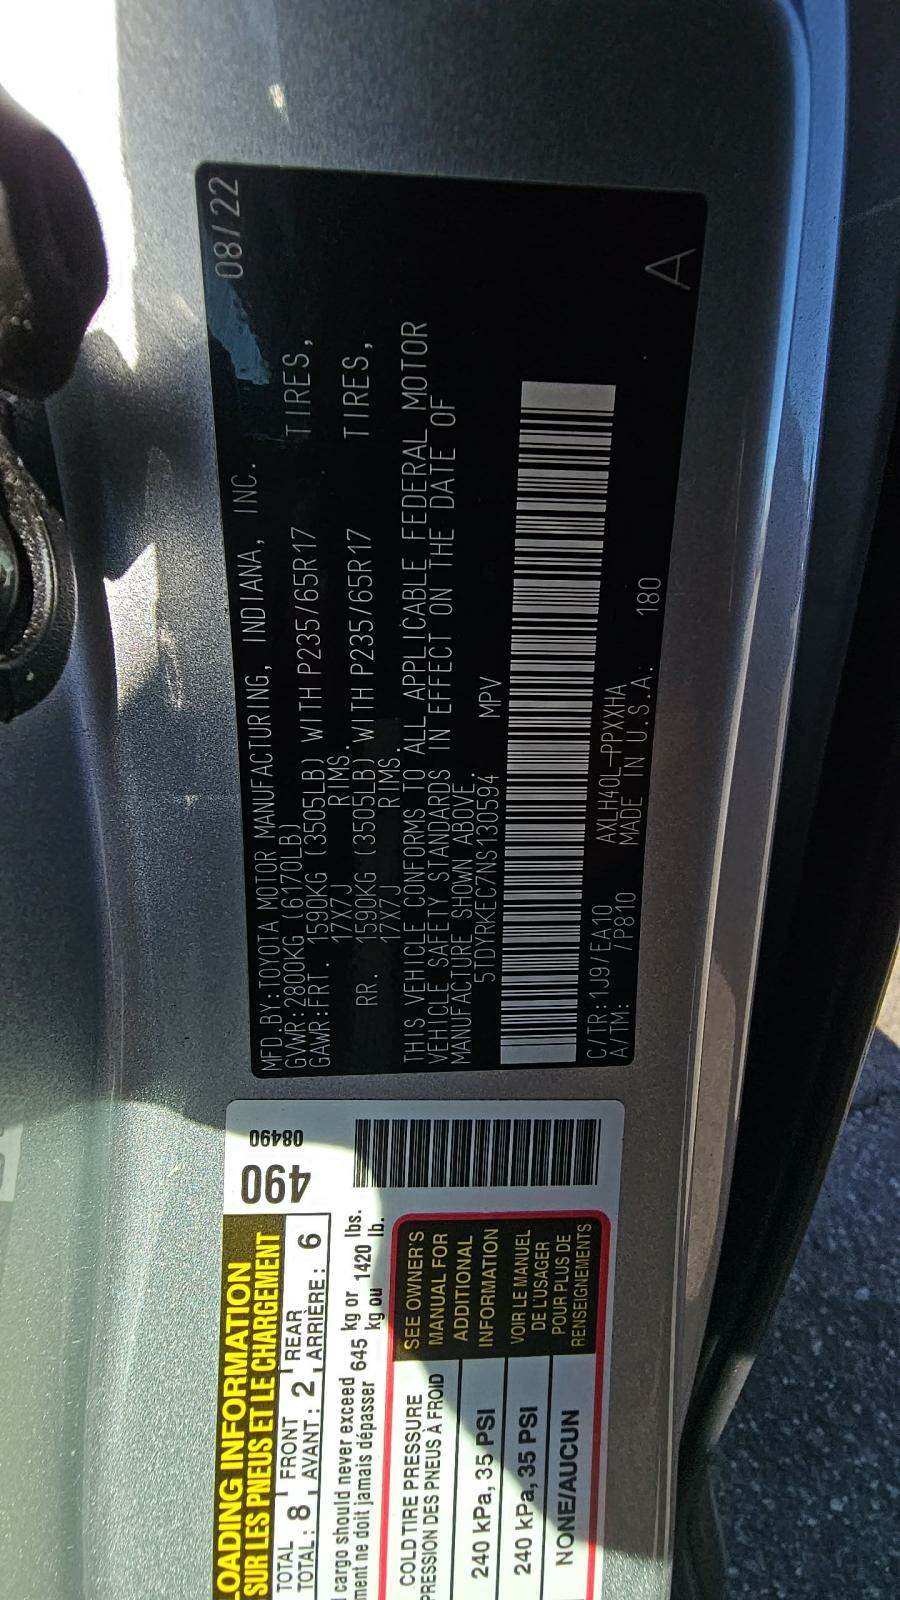 08/22
MFD.BY:TOYOTA MOTOR MANUFACTURING, INDIANA, INC.
GVWR:2800KG (6170LB)
GAWR:FRT. 1590KG (3505LB) WITH P235/65R17 TIRES,
17X7J RIMS.
RR. 1590KG (3505LB) WITH P235/65R17 TIRES,
17X7J RIMS.
THIS VEHICLE CONFORMS TO ALL APPLICABLE FEDERAL MOTOR
VEHICLE SAFETY STANDARDS IN EFFECT ON THE DATE OF
MANUFACTURE SHOWN ABOVE.
5TDYRKEC7NS130594 MPV
C/TR:1J9/EA10 AXLH40L-PPXXHA
A/TM: /P810 MADE IN U.S.A. 180
A
LOADING INFORMATION
SUR LES PNEUS ET LE CHARGEMENT
490
08490
TOTAL FRONT REAR
TOTAL: 8 AVANT: 2 ARRIÈRE: 6
cargo should never exceed 645 kg or 1420 lbs.
ment ne doit jamais dépasser kg ou lb.
COLD TIRE PRESSURE
PRESSION DES PNEUS À FROID
240 kPa, 35 PSI
240 kPa, 35 PSI
NONE/AUCUN
SEE OWNER'S
MANUAL FOR
ADDITIONAL
INFORMATION
VOIR LE MANUEL
DE L'USAGER
POUR PLUS DE
RENSEIGNEMENTS